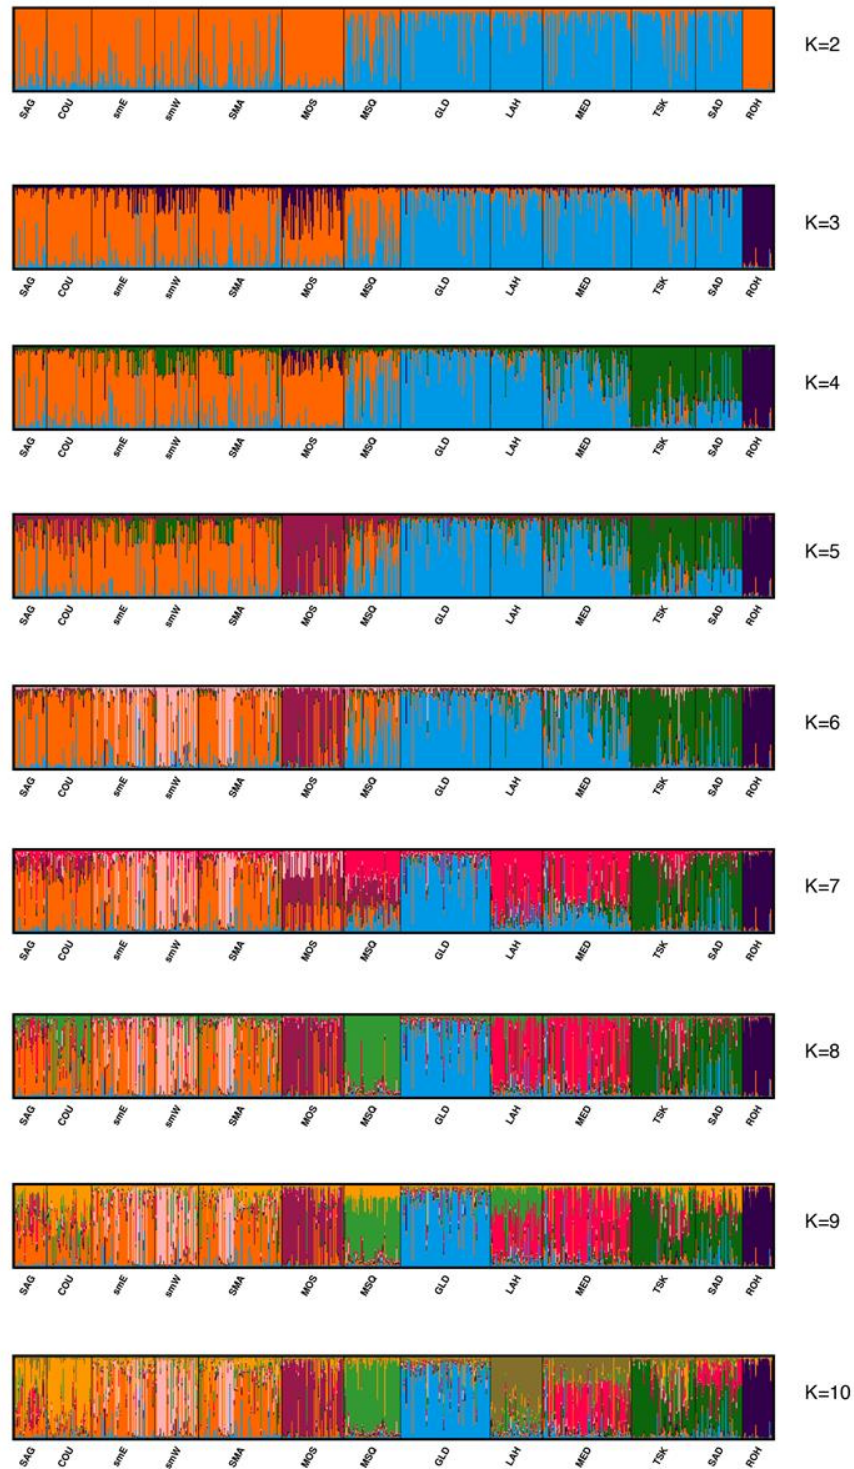 K=2
SAG COU smE smW SMA MOS MSQ GLD LAH MED TSK SAD ROH
K=3
SAG COU smE smW SMA MOS MSQ GLD LAH MED TSK SAD ROH
K=4
SAG COU smE smW SMA MOS MSQ GLD LAH MED TSK SAD ROH
K=5
SAG COU smE smW SMA MOS MSQ GLD LAH MED TSK SAD ROH
K=6
SAG COU smE smW SMA MOS MSQ GLD LAH MED TSK SAD ROH
K=7
SAG COU smE smW SMA MOS MSQ GLD LAH MED TSK SAD ROH
K=8
SAG COU smE smW SMA MOS MSQ GLD LAH MED TSK SAD ROH
K=9
SAG COU smE smW SMA MOS MSQ GLD LAH MED TSK SAD ROH
K=10
SAG COU smE smW SMA MOS MSQ GLD LAH MED TSK SAD ROH